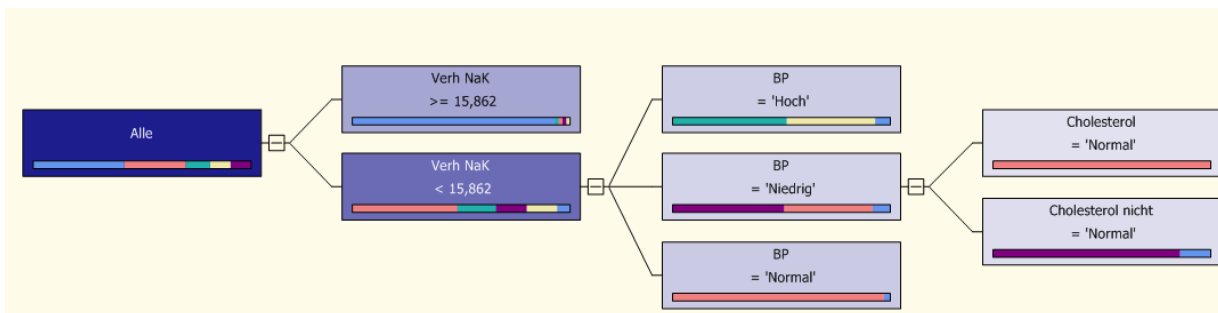 Alle
Verh NaK
>= 15,862
Verh NaK
< 15,862
BP
= 'Hoch'
BP
= 'Niedrig'
BP
= 'Normal'
Cholesterol
= 'Normal'
Cholesterol nicht
= 'Normal'